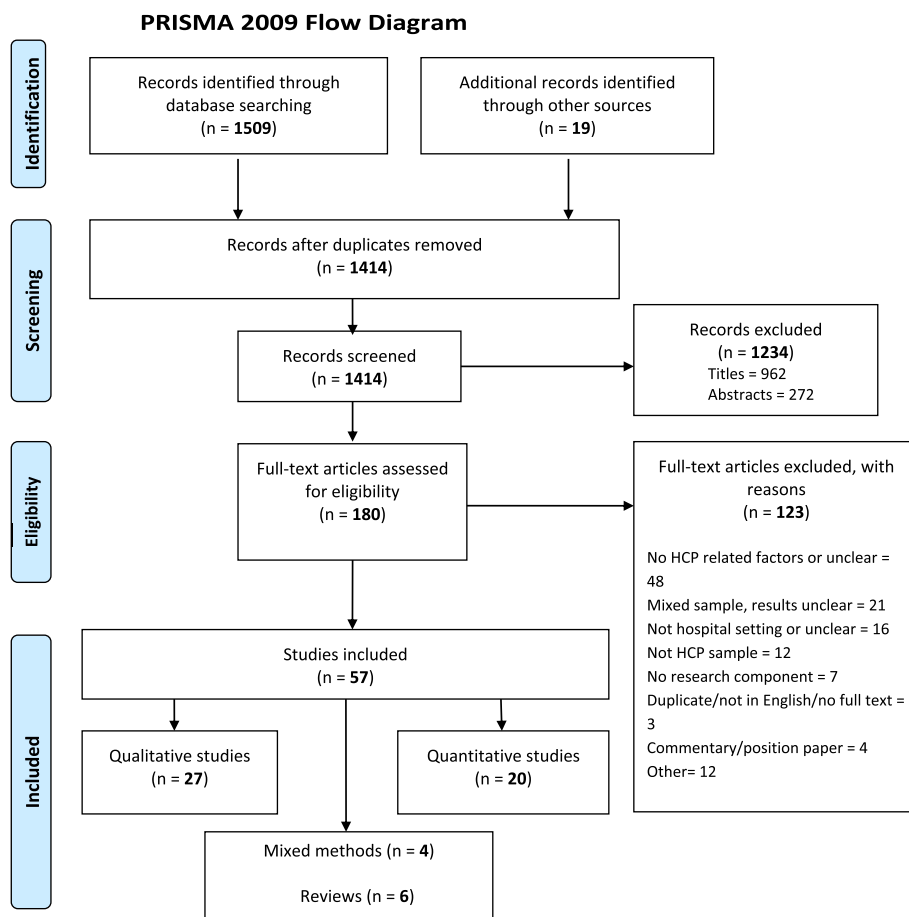 PRISMA 2009 Flow Diagram
Identification
Records identified through
database searching
(n = 1509)
Additional records identified
through other sources
(n = 19)
Screening
Records after duplicates removed
(n = 1414)
Records screened
(n = 1414)
Records excluded
(n = 1234)
Titles = 962
Abstracts = 272
Eligibility
Full-text articles assessed
for eligibility
(n = 180)
Full-text articles excluded, with
reasons
(n = 123)
No HCP related factors or unclear =
48
Mixed sample, results unclear = 21
Not hospital setting or unclear = 16
Not HCP sample = 12
No research component = 7
Duplicate/not in English/no full text =
3
Commentary/position paper = 4
Other= 12
Included
Studies included
(n = 57)
Qualitative studies
(n = 27)
Quantitative studies
(n = 20)
Mixed methods (n = 4)
Reviews (n = 6)